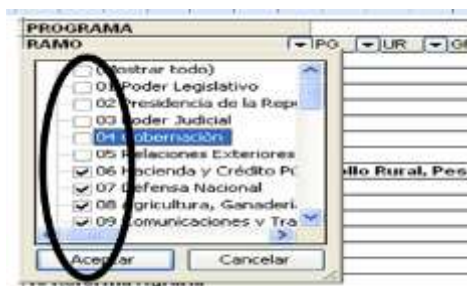 PROGRAMA
RAMO PG UR
(Mostrar todo)
01 Poder Legislativo
02 Presidencia de la Rep
03 Poder Judicial
04 Gobernación
05 Relaciones Exteriores
06 Hacienda y Crédito P
07 Defensa Nacional
08 Agricultura, Ganaderi
09 Comunicaciones y Tra
ollo Rural, Pes
Aceptar Cancelar